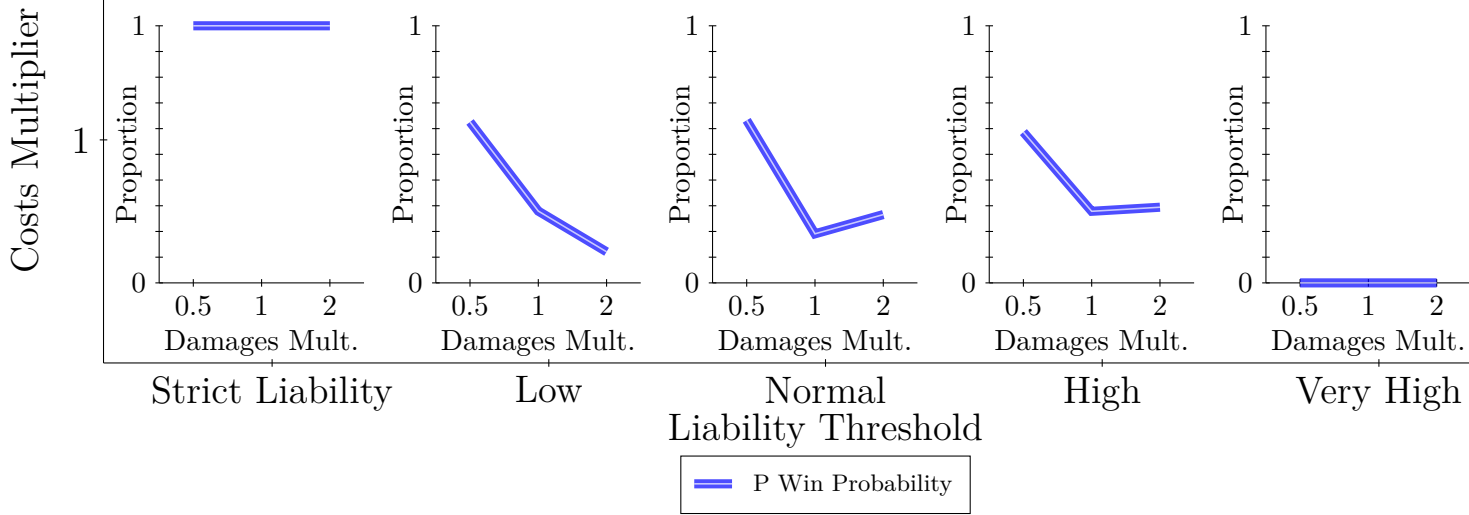 Costs Multiplier
1
1
Proportion
0
0.5 1 2
Damages Mult.
Strict Liability
1
Proportion
0
0.5 1 2
Damages Mult.
Low
1
Proportion
0
0.5 1 2
Damages Mult.
Normal
1
Proportion
0
0.5 1 2
Damages Mult.
High
1
Proportion
0
0.5 1 2
Damages Mult.
Very High
Liability Threshold
P Win Probability